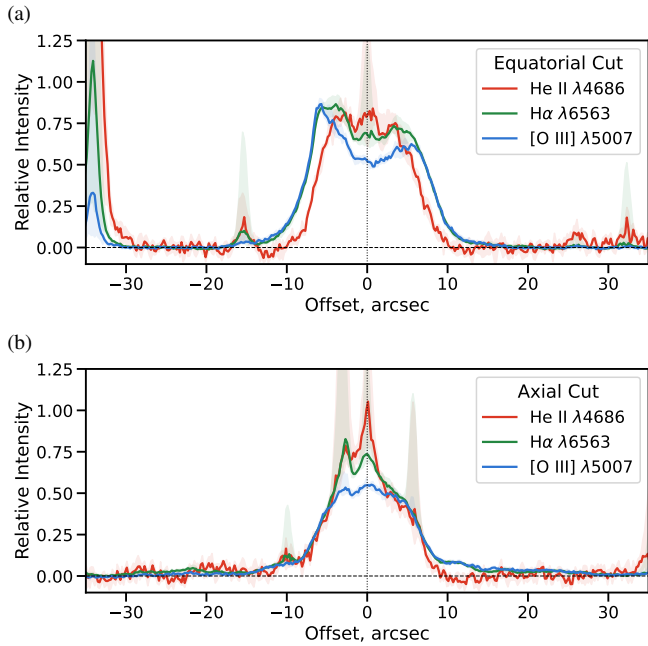 (a)
1.25
1.00
0.75
0.50
0.25
0.00
Relative Intensity
Equatorial Cut
He II λ4686
Hα λ6563
[O III] λ5007
−30 −20 −10 0 10 20 30
Offset, arcsec
(b)
1.25
1.00
0.75
0.50
0.25
0.00
Relative Intensity
Axial Cut
He II λ4686
Hα λ6563
[O III] λ5007
−30 −20 −10 0 10 20 30
Offset, arcsec